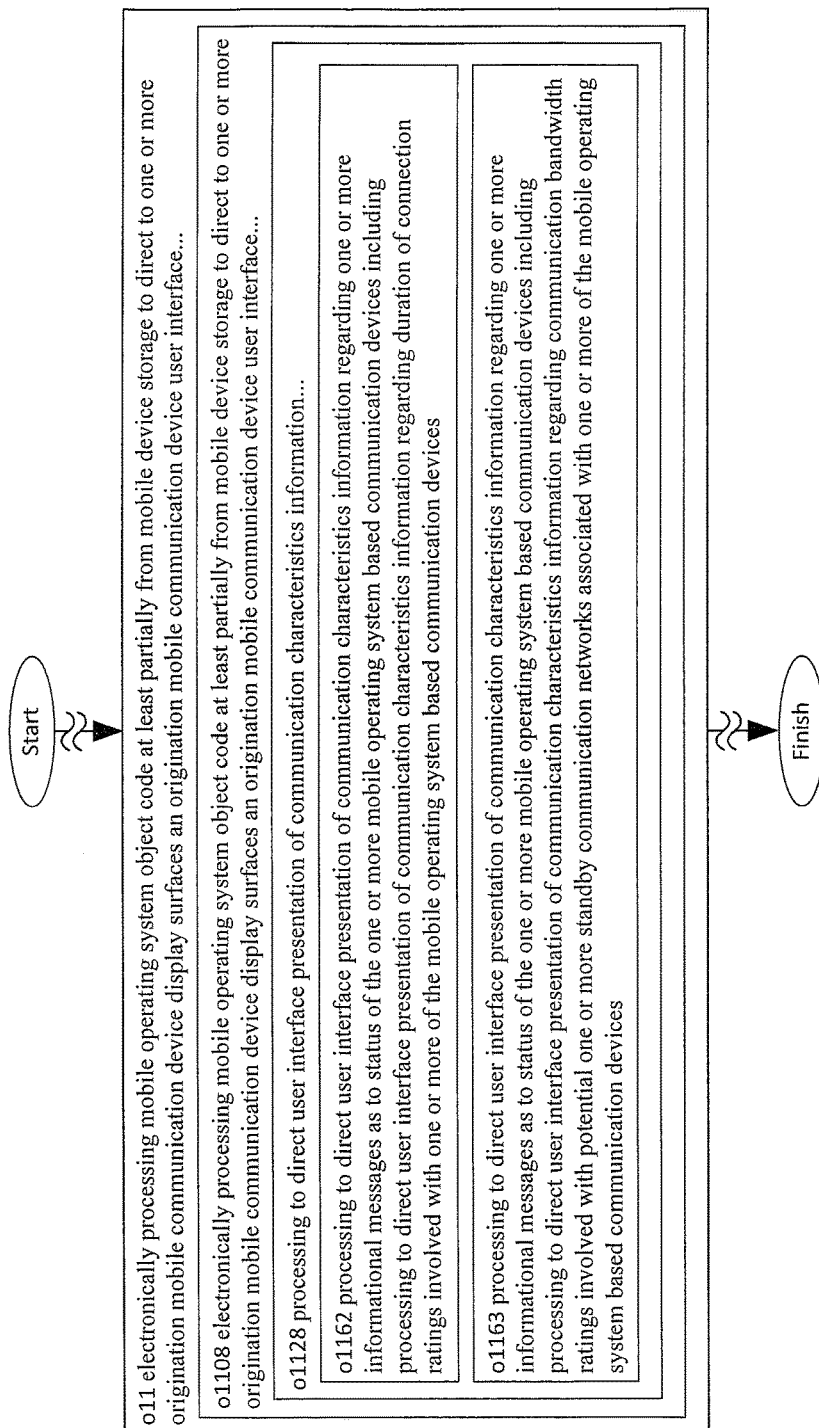 Start
o11 electronically processing mobile operating system object code at least partially from mobile device storage to direct to one or more
origination mobile communication device display surfaces an origination mobile communication device user interface...
o1108 electronically processing mobile operating system object code at least partially from mobile device storage to direct to one or more
origination mobile communication device display surfaces an origination mobile communication device user interface...
o1128 processing to direct user interface presentation of communication characteristics information...
o1162 processing to direct user interface presentation of communication characteristics information regarding one or more
informational messages as to status of the one or more mobile operating system based communication devices including
processing to direct user interface presentation of communication characteristics information regarding duration of connection
ratings involved with one or more of the mobile operating system based communication devices
o1163 processing to direct user interface presentation of communication characteristics information regarding one or more
informational messages as to status of the one or more mobile operating system based communication devices including
processing to direct user interface presentation of communication characteristics information regarding communication bandwidth
ratings involved with potential one or more standby communication networks associated with one or more of the mobile operating
system based communication devices
Finish